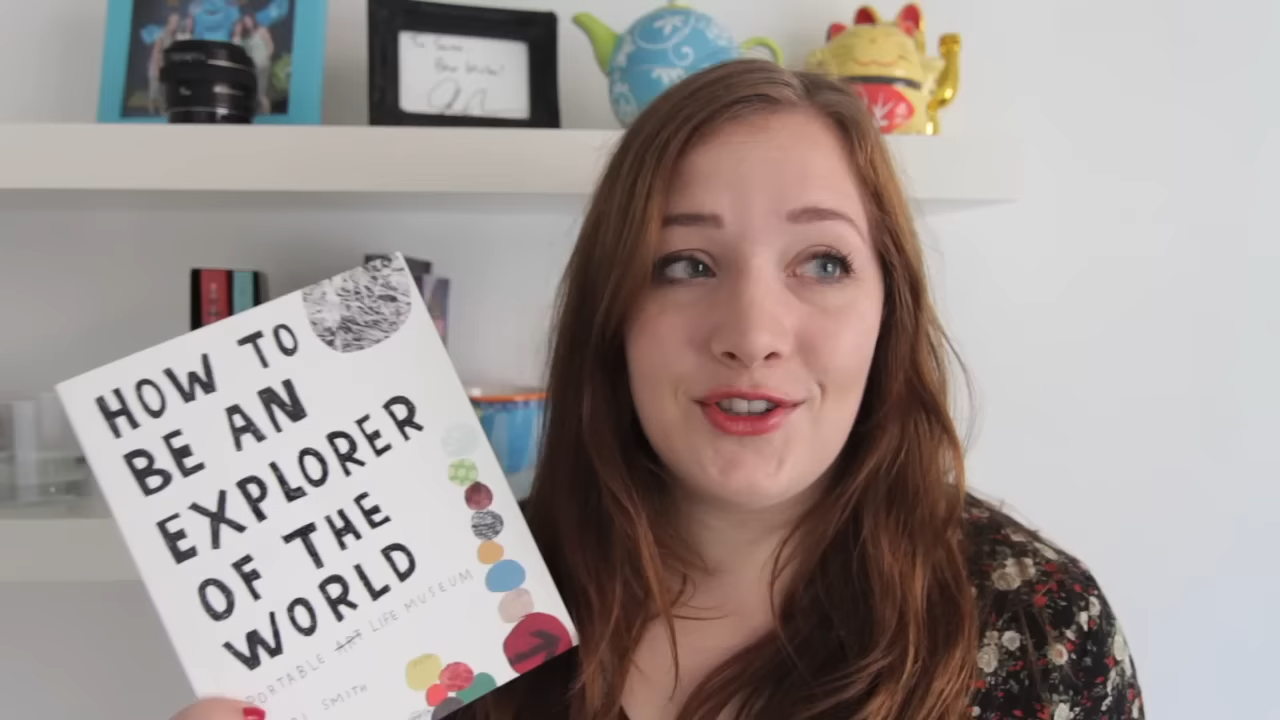 HOW TO
BE AN
EXPLORER
OF THE
WORLD
PORTABLE ART LIFE MUSEUM
SMITH